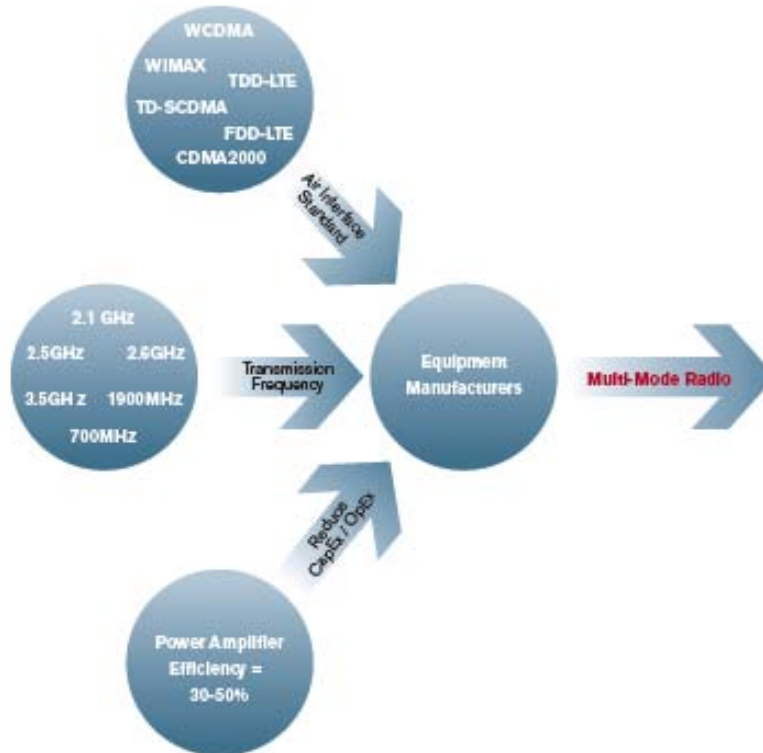 WCDMA
WIMAX
TDD-LTE
TD-SCDMA
FDD-LTE
CDMA2000
Air Interface
Standard
2.1 GHz
2.5GHz 2.6GHz
3.5GH z 1900MHz
700MHz
Transmission
Frequency
Equipment
Manufacturers
Multi-Mode Radio
Reduce
CapEx / OpEx
Power Amplifier
Efficiency =
30-50%